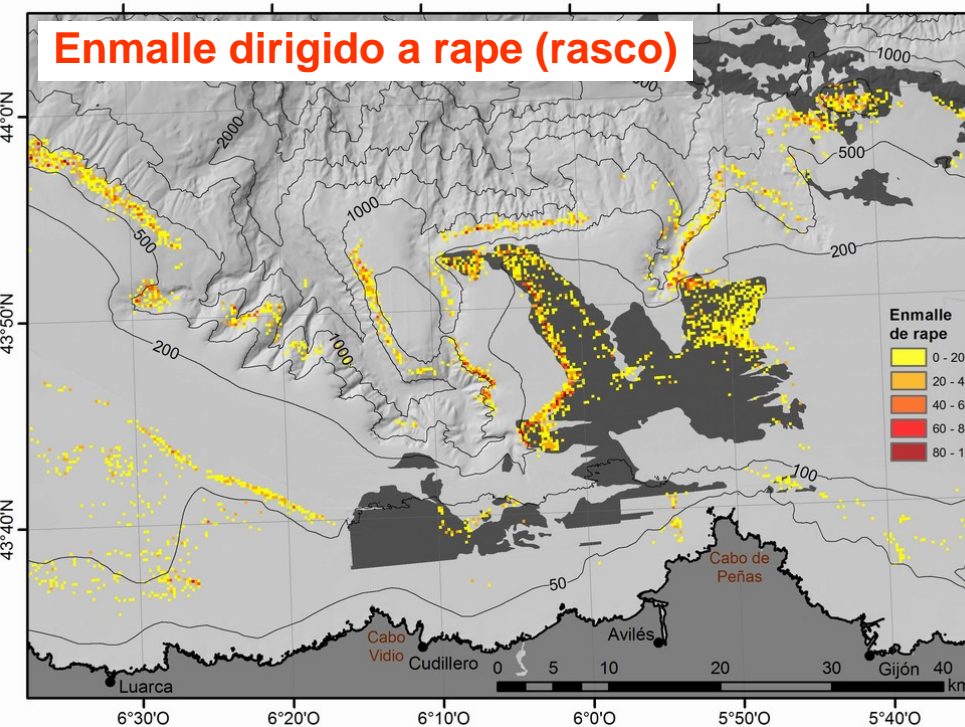 Enmalle dirigido a rape (rasco)
1000
44°0'N
2000
500
1000
200
500
43°50'N
Enmalle
de rape
0 - 20
200
1000
20 - 4
40 - 6
60 - 8
80 - 1
100
43°40'N
50
Cabo de
Peñas
Cabo
Vidio
Avilés
Cudillero
Gijón
Luarca
0 5 10 20 30 40
km
6°30'O 6°20'O 6°10'O 6°0'O 5°50'O 5°40'O